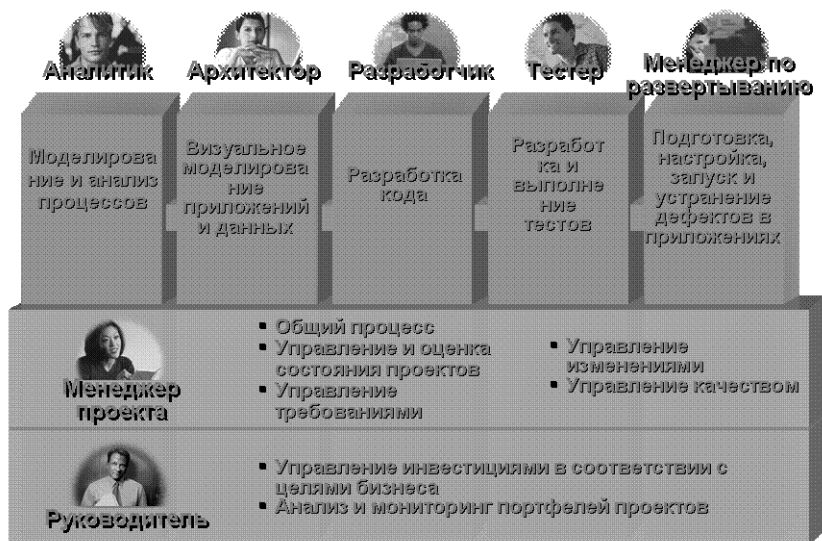 Аналитик
Архитектор
Разработчик
Тестер
Менеджер по
развертыванию
Моделирова
ние и анализ
процессов
Визуальное
моделирова
ние
приложений
и данных
Разработка
кода
Разработ
ка и
выполне
ние
тестов
Подготовка,
настройка,
запуск и
устранение
дефектов в
приложениях
Менеджер
проекта
▪ Общий процесс
▪ Управление и оценка
состояния проектов
▪ Управление
требованиями
▪ Управление
изменениями
▪ Управление качеством
Руководитель
▪ Управление инвестициями в соответствии с
целями бизнеса
▪ Анализ и мониторинг портфелей проектов